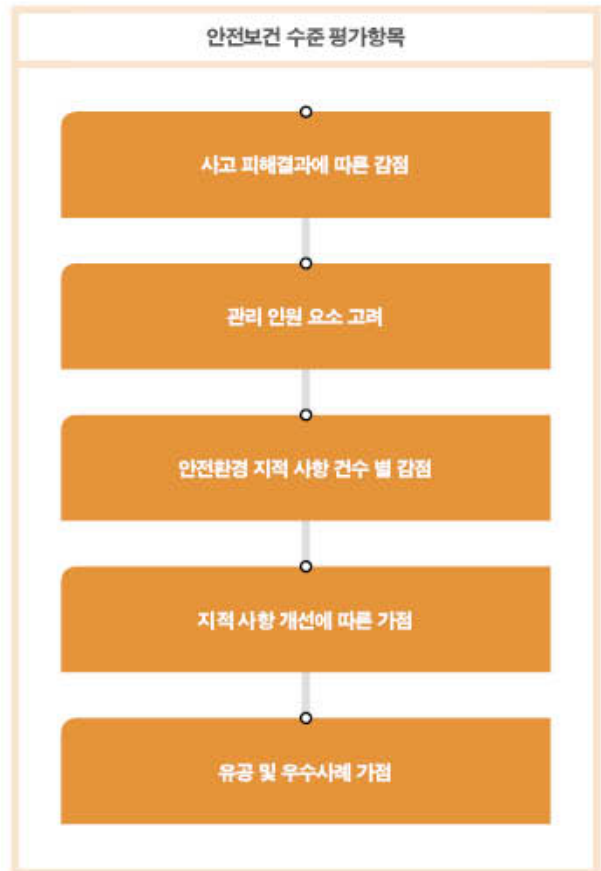 안전보건 수준 평가항목
사고 피해결과에 따른 감점
관리 인원 요소 고려
안전환경 지적 사항 건수 별 감점
지적 사항 개선에 따른 가점
유공 및 우수사례 가점